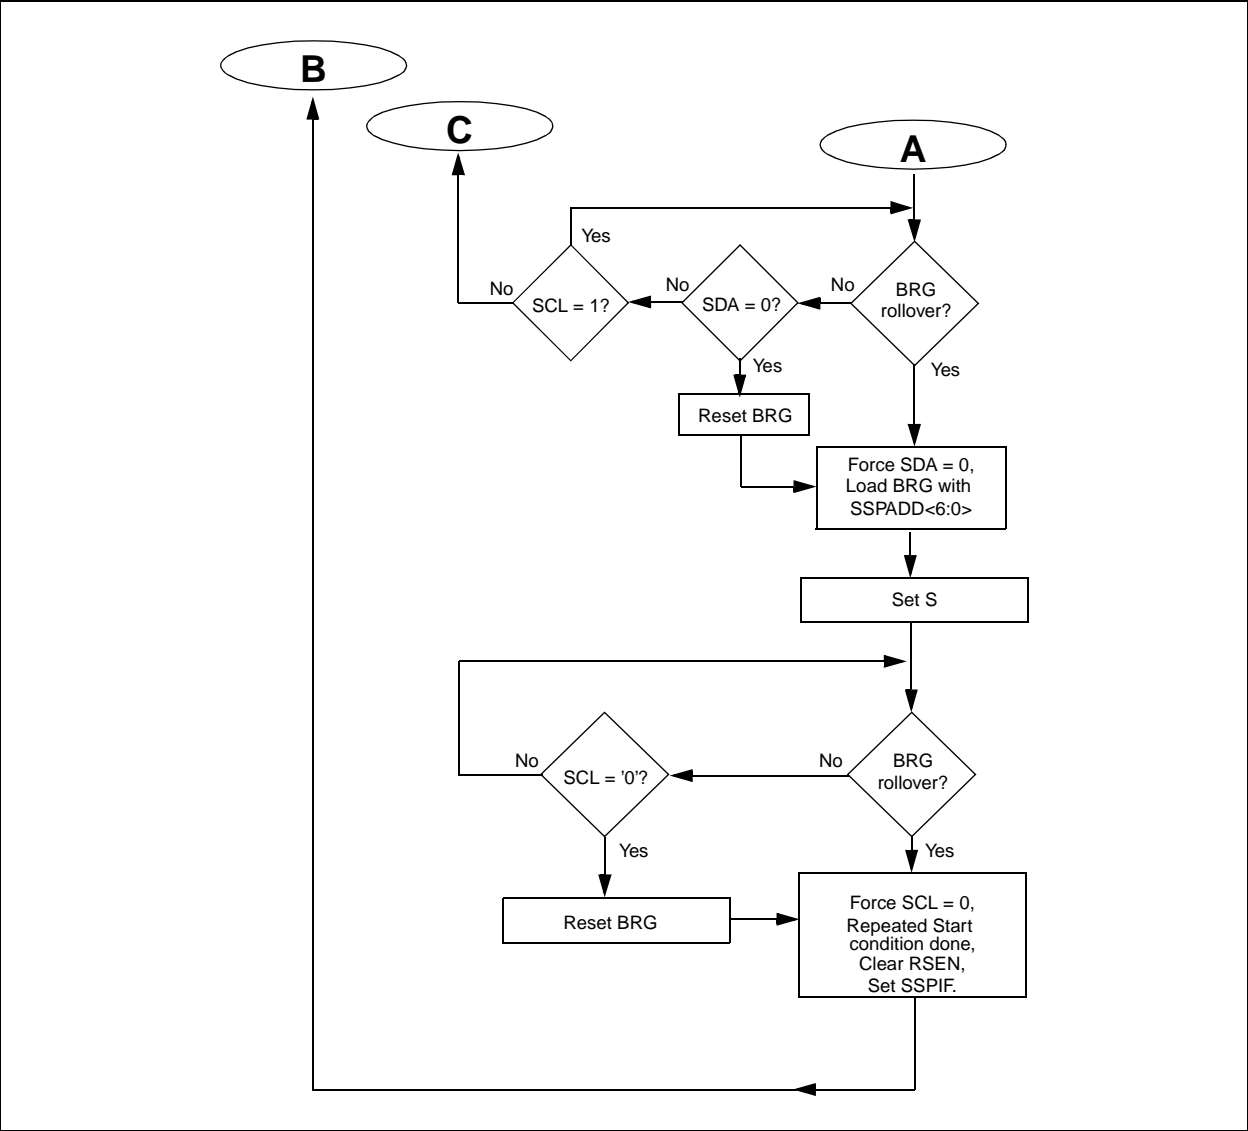 B
C
A
Yes
No
SCL = 1?
No
SDA = 0?
No
BRG
rollover?
Yes
Yes
Reset BRG
Force SDA = 0,
Load BRG with
SSPADD<6:0>
Set S
No
SCL = '0'?
No
BRG
rollover?
Yes
Yes
Reset BRG
Force SCL = 0,
Repeated Start
condition done,
Clear RSEN,
Set SSPIF.